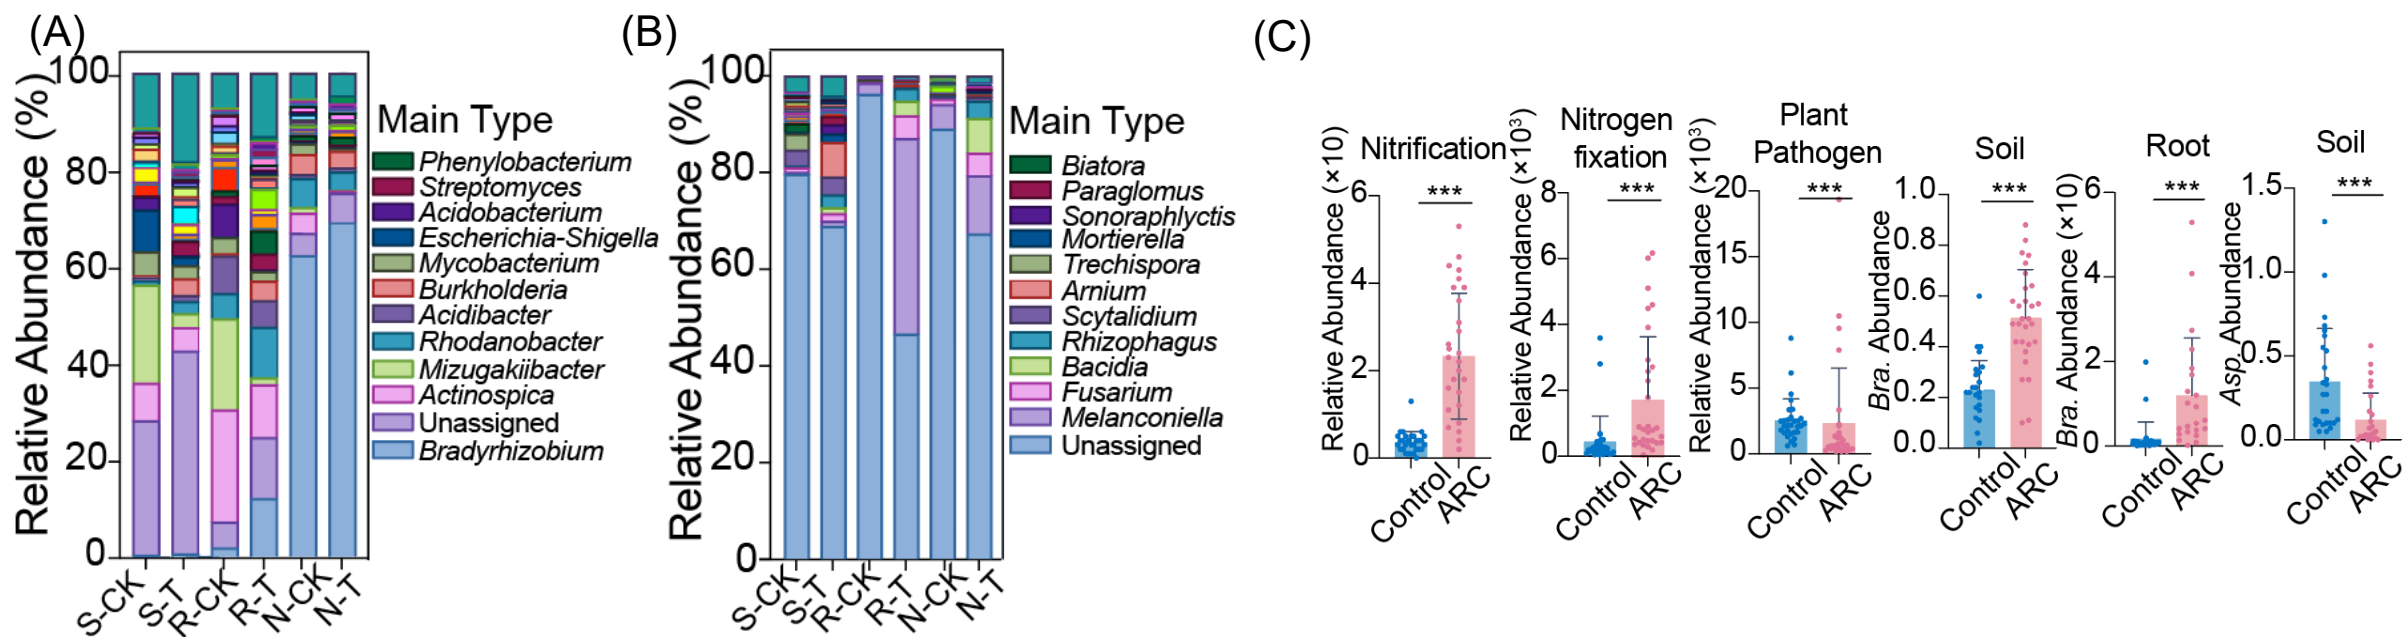 (A)
Relative Abundance (%)
100
80
60
40
20
0
S-CK
S-T
R-CK
R-T
N-CK
N-T
Main Type
Phenylobacterium
Streptomyces
Acidobacterium
Escherichia-Shigella
Mycobacterium
Burkholderia
Acidibacter
Rhodanobacter
Mizugakiibacter
Actinospica
Unassigned
Bradyrhizobium
(B)
Relative Abundance (%)
100
80
60
40
20
0
S-CK
S-T
R-CK
R-T
N-CK
N-T
Main Type
Biatora
Paraglomus
Sonoraphlyctis
Mortierella
Trechispora
Arnium
Scytalidium
Rhizophagus
Bacidia
Fusarium
Melanconiella
Unassigned
(C)
Nitrification
Relative Abundance (×10)
6
4
2
0
***
Control
ARC
Nitrogen
fixation
Relative Abundance (×10³)
8
6
4
2
0
***
Control
ARC
Plant
Pathogen
Relative Abundance (×10³)
20
15
10
5
0
***
Control
ARC
Soil
Bra. Abundance
1.0
0.8
0.6
0.4
0.2
0.0
***
Control
ARC
Root
Bra. Abundance (×10)
6
4
2
0
***
Control
ARC
Soil
Asp. Abundance
1.5
1.0
0.5
0.0
***
Control
ARC